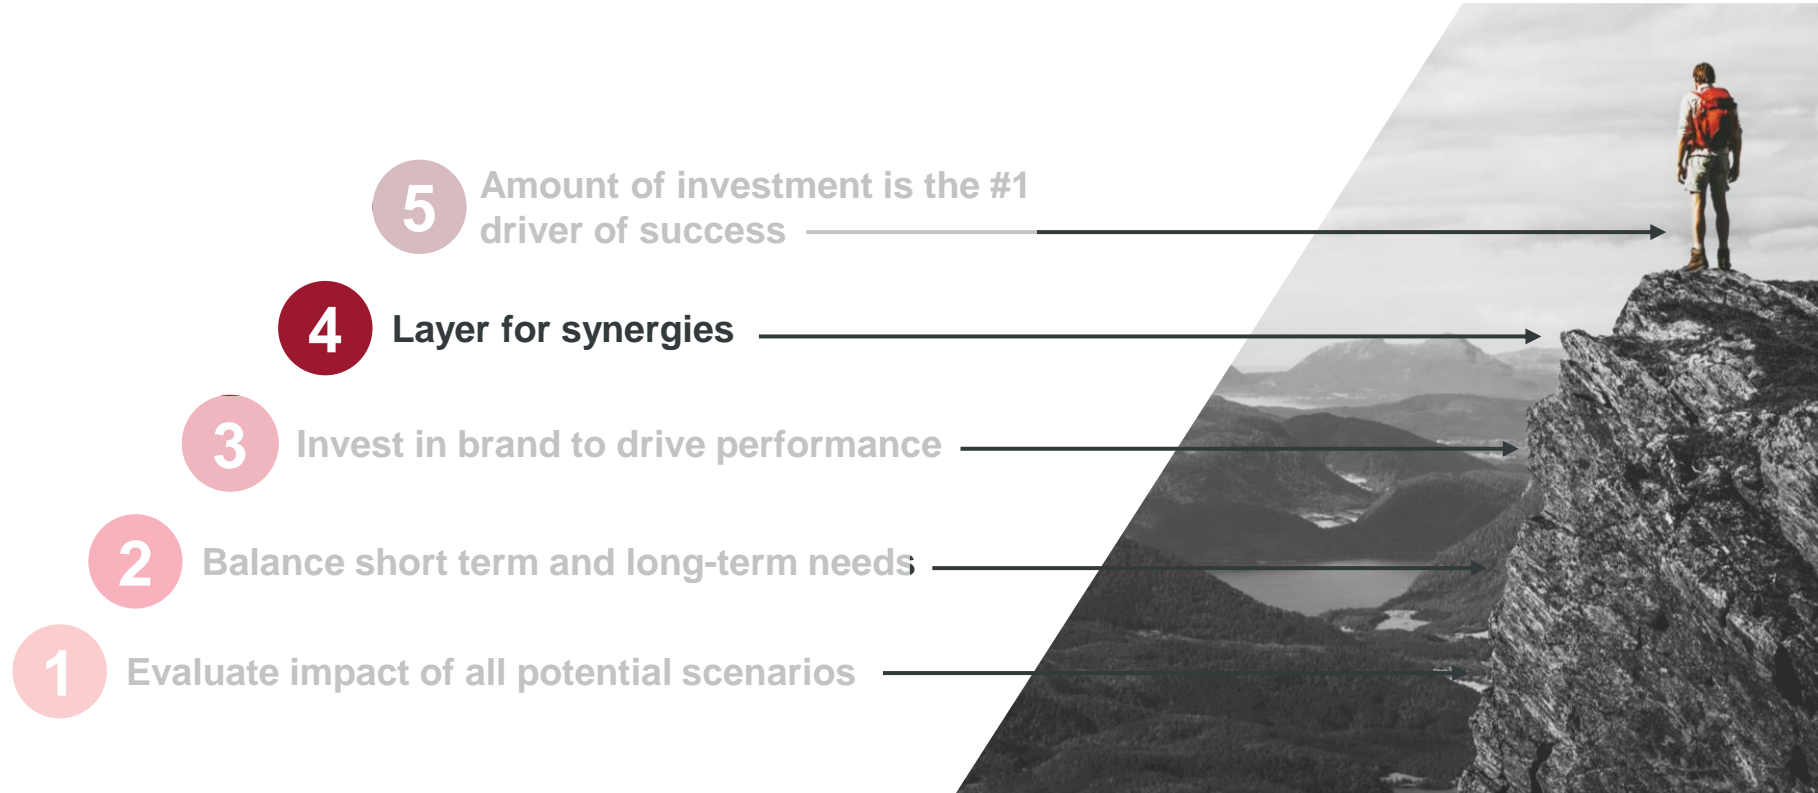 5
Amount of investment is the #1
driver of success
4
Layer for synergies
3
Invest in brand to drive performance
2
Balance short term and long-term needs
1
Evaluate impact of all potential scenarios